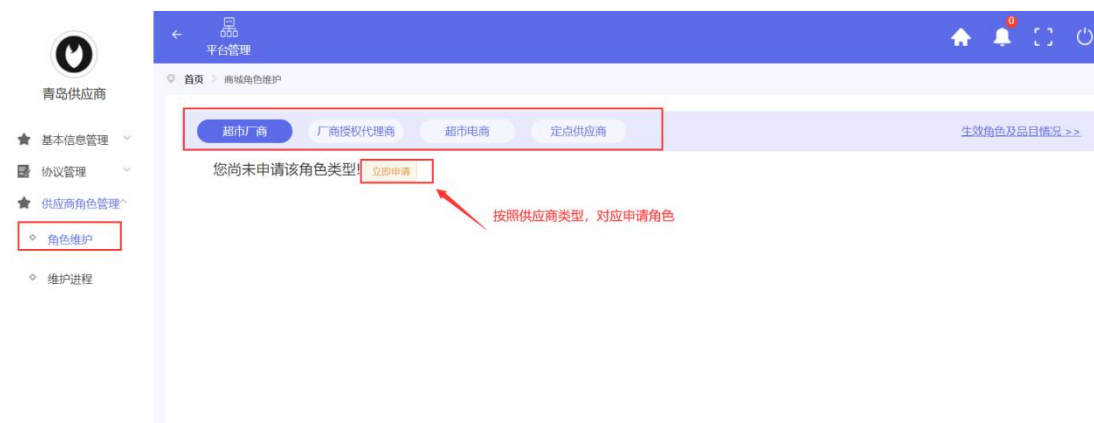 0
平台管理
首页 > 商城角色维护
青岛供应商
基本信息管理
协议管理
供应商角色管理
角色维护
维护进程
超市厂商 厂商授权代理商 超市电商 定点供应商 生效角色及品目情况 >>
您尚未申请该角色类型! 立即申请
按照供应商类型，对应申请角色